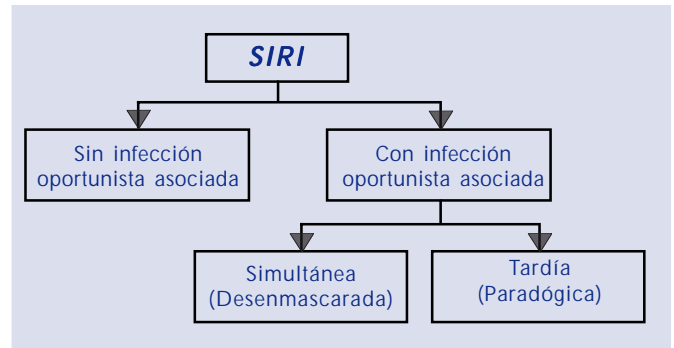 SIRI
Sin infección
oportunista asociada
Con infección
oportunista asociada
Simultánea
(Desenmascarada)
Tardía
(Paradógica)